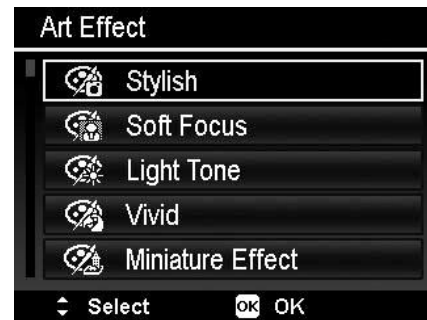 Art Effect
Stylish
Soft Focus
Light Tone
Vivid
Miniature Effect
Select OK OK